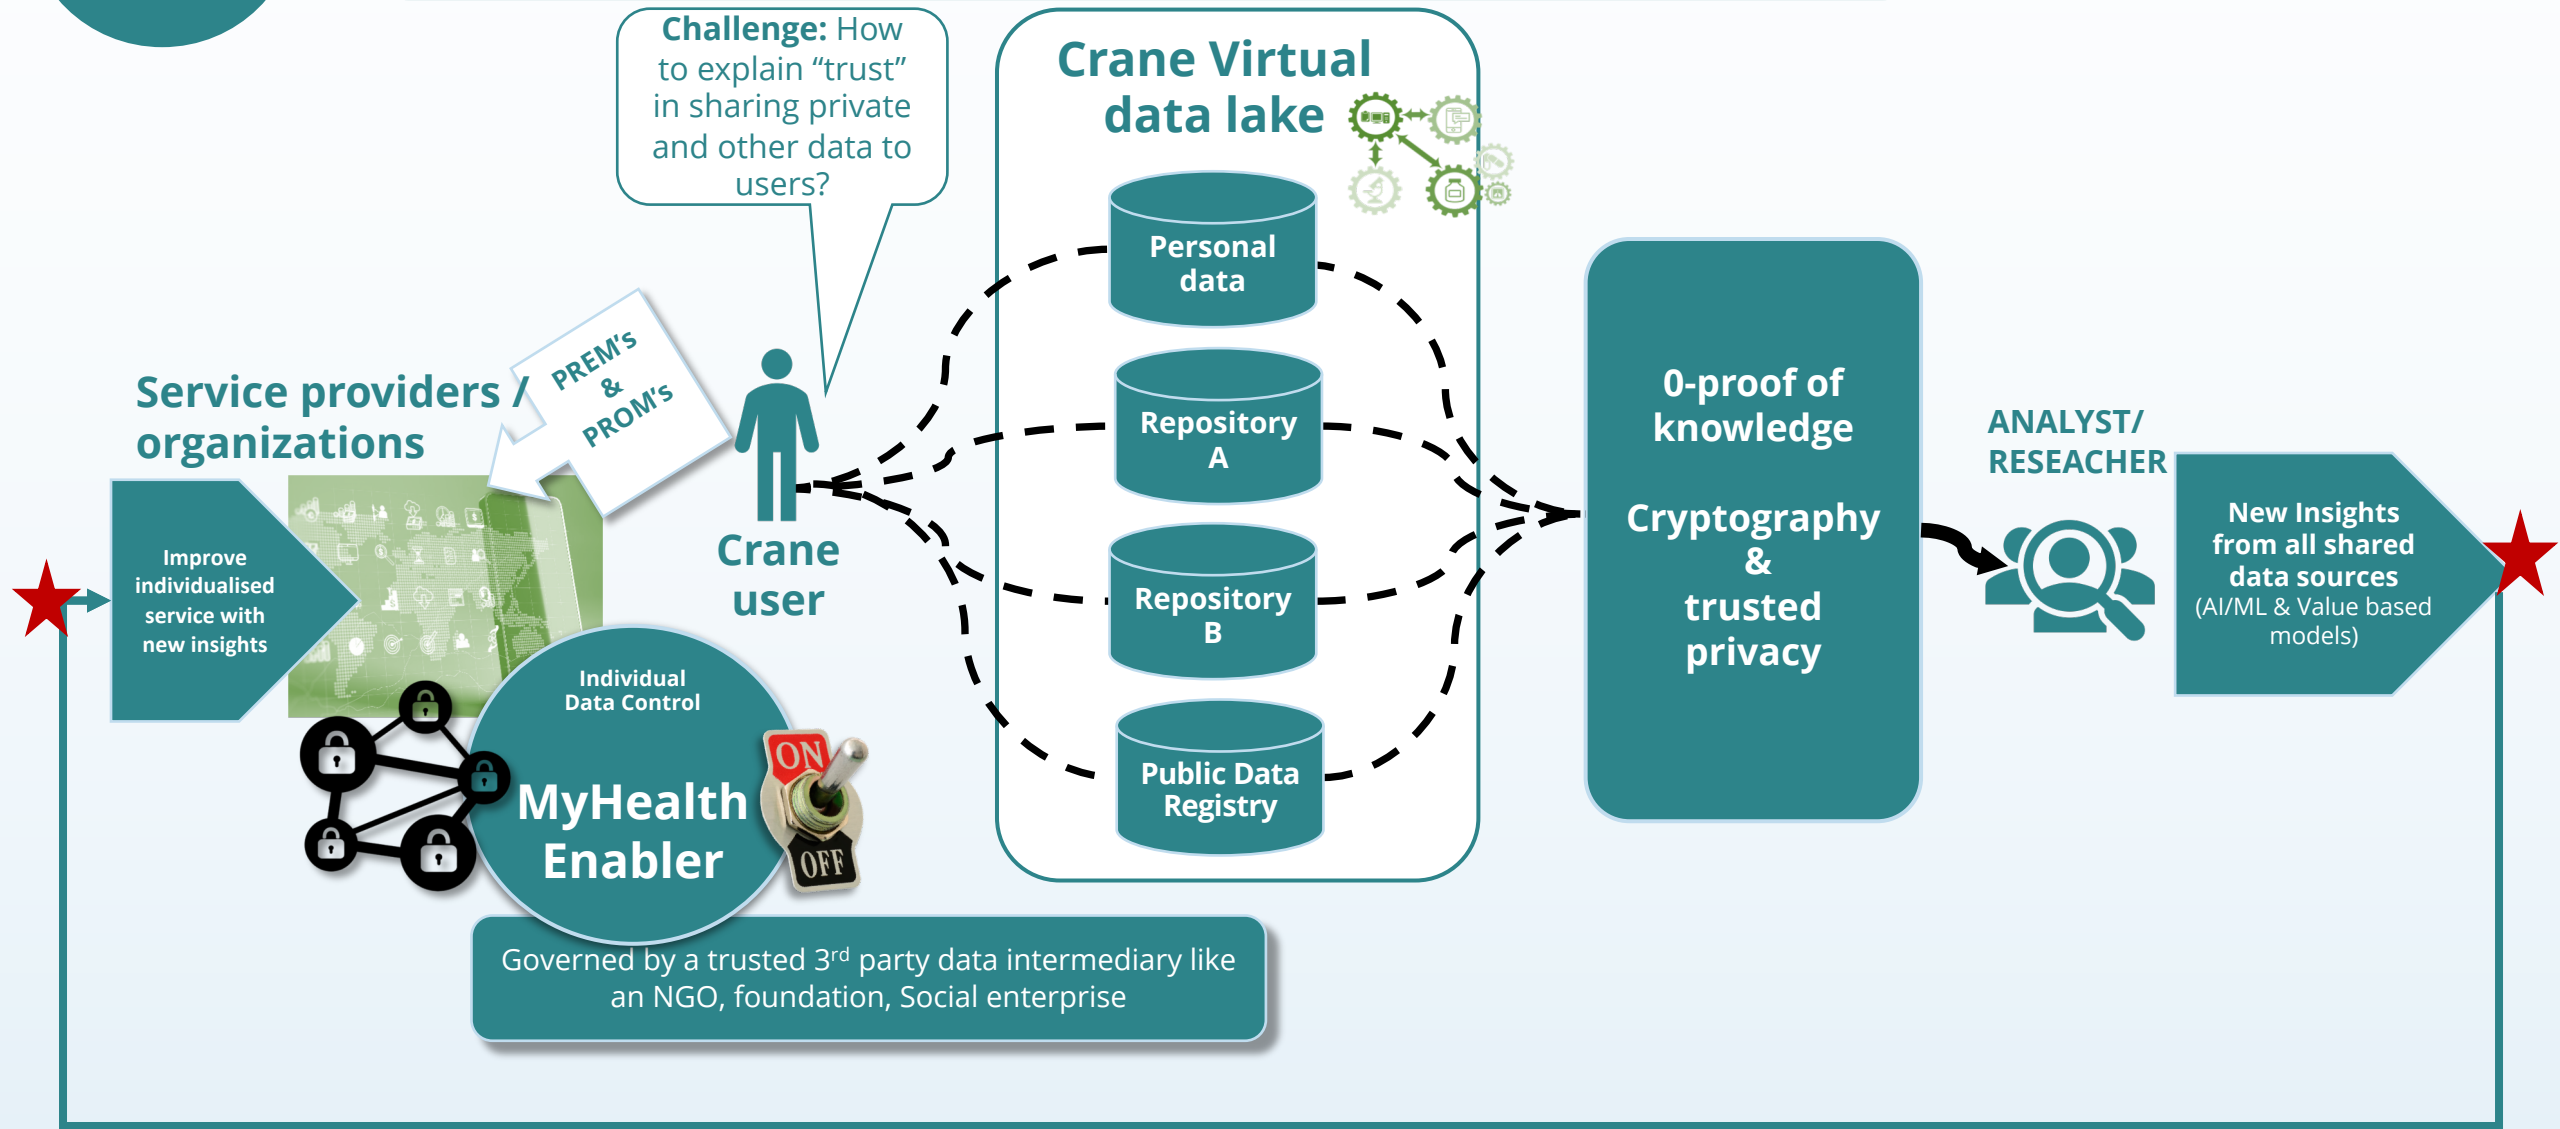 Challenge: How
to explain “trust”
in sharing private
and other data to
users?
Crane Virtual
data lake
Personal
data
Repository
A
Repository
B
Public Data
Registry
PREM’s
&
PROM’s
Service providers /
organizations
Improve
individualised
service with
new insights
Crane
user
Individual
Data Control
MyHealth
Enabler
ON
OFF
Governed by a trusted 3rd party data intermediary like
an NGO, foundation, Social enterprise
0-proof of
knowledge
Cryptography
&
trusted
privacy
ANALYST/
RESEACHER
New Insights
from all shared
data sources
(AI/ML & Value based
models)